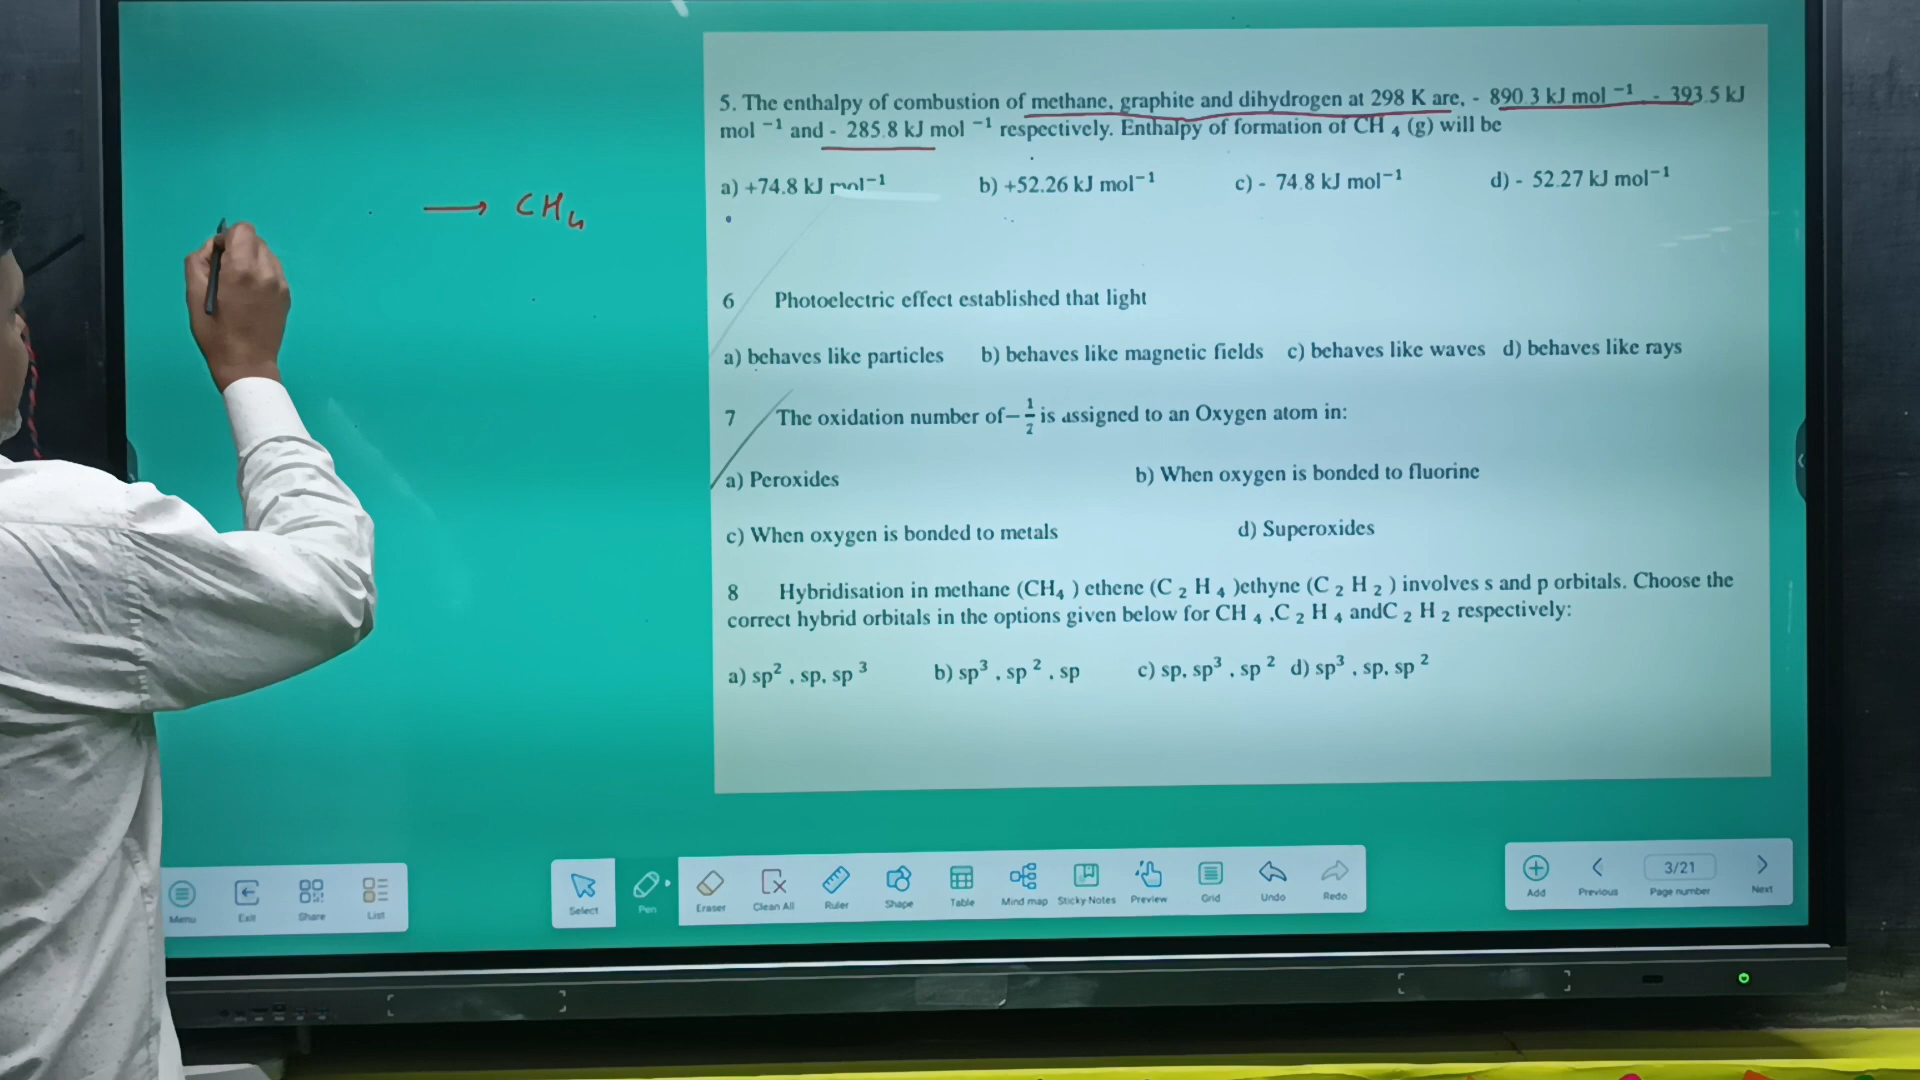 5. The enthalpy of combustion of methane, graphite and dihydrogen at 298 K are, - 890.3 kJ mol⁻¹ - 393.5 kJ
mol⁻¹ and - 285.8 kJ mol⁻¹ respectively. Enthalpy of formation of CH₄ (g) will be
a) +74.8 kJ mol⁻¹ b) +52.26 kJ mol⁻¹ c) - 74.8 kJ mol⁻¹ d) - 52.27 kJ mol⁻¹
→ CH₄
6 Photoelectric effect established that light
a) behaves like particles b) behaves like magnetic fields c) behaves like waves d) behaves like rays
7 The oxidation number of -1/2 is assigned to an Oxygen atom in:
a) Peroxides b) When oxygen is bonded to fluorine
c) When oxygen is bonded to metals d) Superoxides
8 Hybridisation in methane (CH₄) ethene (C₂H₄)ethyne (C₂H₂) involves s and p orbitals. Choose the
correct hybrid orbitals in the options given below for CH₄,C₂H₄ andC₂H₂ respectively:
a) sp², sp, sp³ b) sp³, sp², sp c) sp, sp³, sp² d) sp³, sp, sp²
Menu Exit Share List Select Pen Eraser Clean All Ruler Shape Table Mind map Sticky Notes Preview Grid Undo Redo Add Previous 3/21 Page number Next